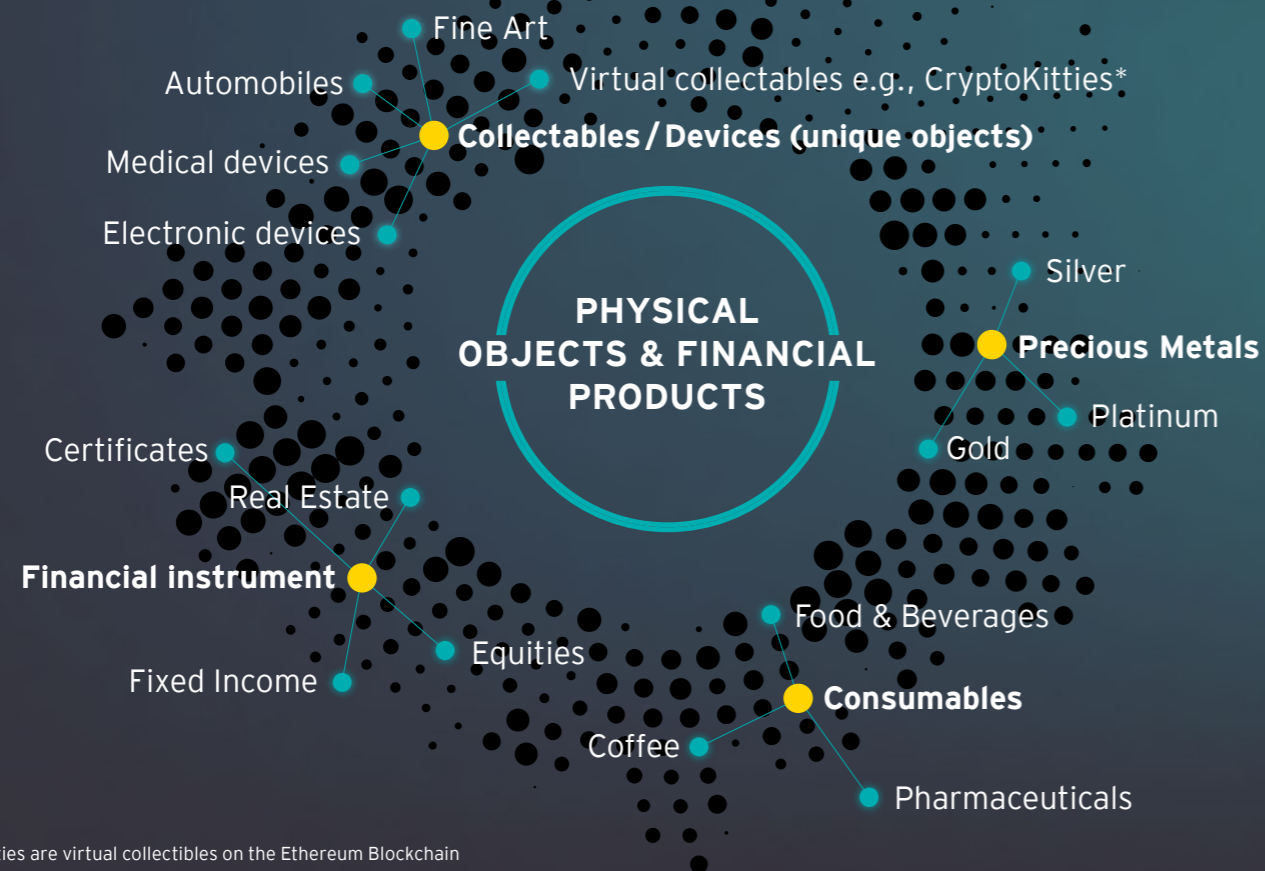 Fine Art
Automobiles
Virtual collectables e.g., CryptoKitties*
Collectables / Devices (unique objects)
Medical devices
Electronic devices
Silver
PHYSICAL
OBJECTS & FINANCIAL
PRODUCTS
Precious Metals
Platinum
Gold
Certificates
Real Estate
Financial instrument
Equities
Fixed Income
Food & Beverages
Consumables
Coffee
Pharmaceuticals
are virtual collectibles on the Ethereum Blockchain